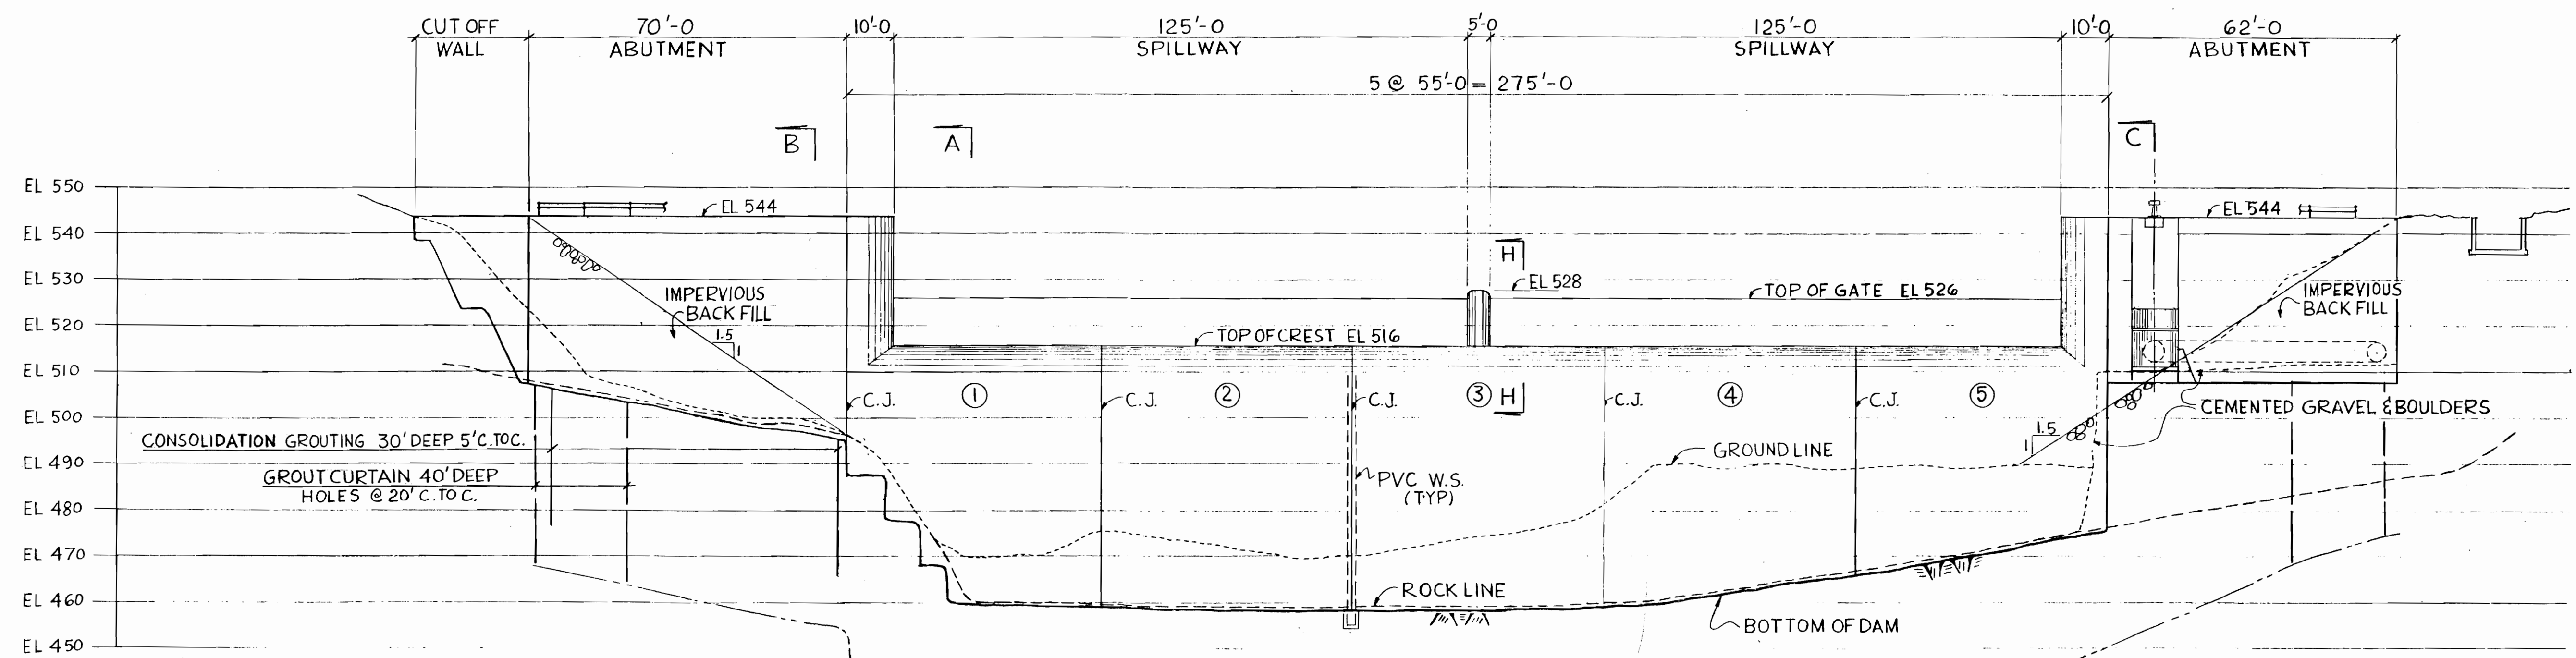 CUT OFF
WALL
70'-0
ABUTMENT
10'-0
125'-0
SPILLWAY
5'-0
125'-0
SPILLWAY
10'-0
62'-0
ABUTMENT
5 @ 55'-0 = 275'-0
B
A
C
EL 550
EL 544
EL 544
EL 540
H
EL 530
EL 528
TOP OF GATE EL 526
IMPERVIOUS
BACK FILL
IMPERVIOUS
BACK FILL
EL 520
1.5
1
TOP OF CREST EL 516
EL 510
C.J.
1
C.J.
2
C.J.
3
H
C.J.
4
C.J.
5
CEMENTED GRAVEL & BOULDERS
EL 500
1.5
1
CONSOLIDATION GROUTING 30' DEEP 5' C. TO C.
GROUND LINE
EL 490
GROUT CURTAIN 40' DEEP
HOLES @ 20' C. TO C.
PVC W.S.
(TYP)
EL 480
EL 470
ROCK LINE
EL 460
BOTTOM OF DAM
EL 450